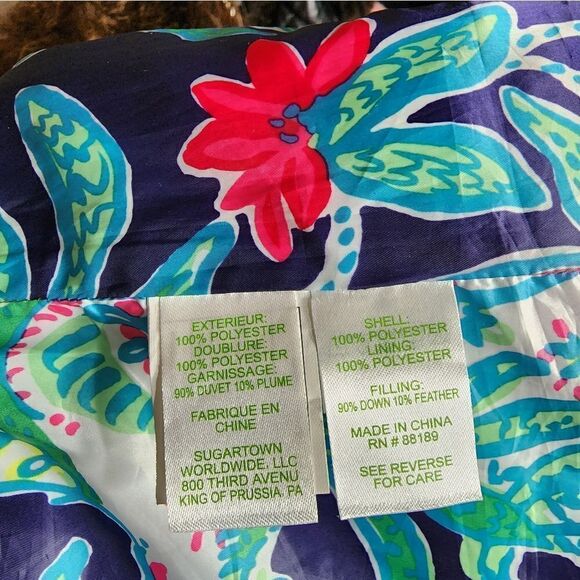 EXTERIEUR:
100% POLYESTER
DOUBLURE:
100% POLYESTER
GARNISSAGE:
90% DUVET 10% PLUME
FABRIQUE EN
CHINE
SUGARTOWN
WORLDWIDE, LLC
800 THIRD AVENU
KING OF PRUSSIA, PA
SHELL:
100% POLYESTER
LINING:
100% POLYESTER
FILLING:
90% DOWN 10% FEATHER
MADE IN CHINA
RN # 88189
SEE REVERSE
FOR CARE